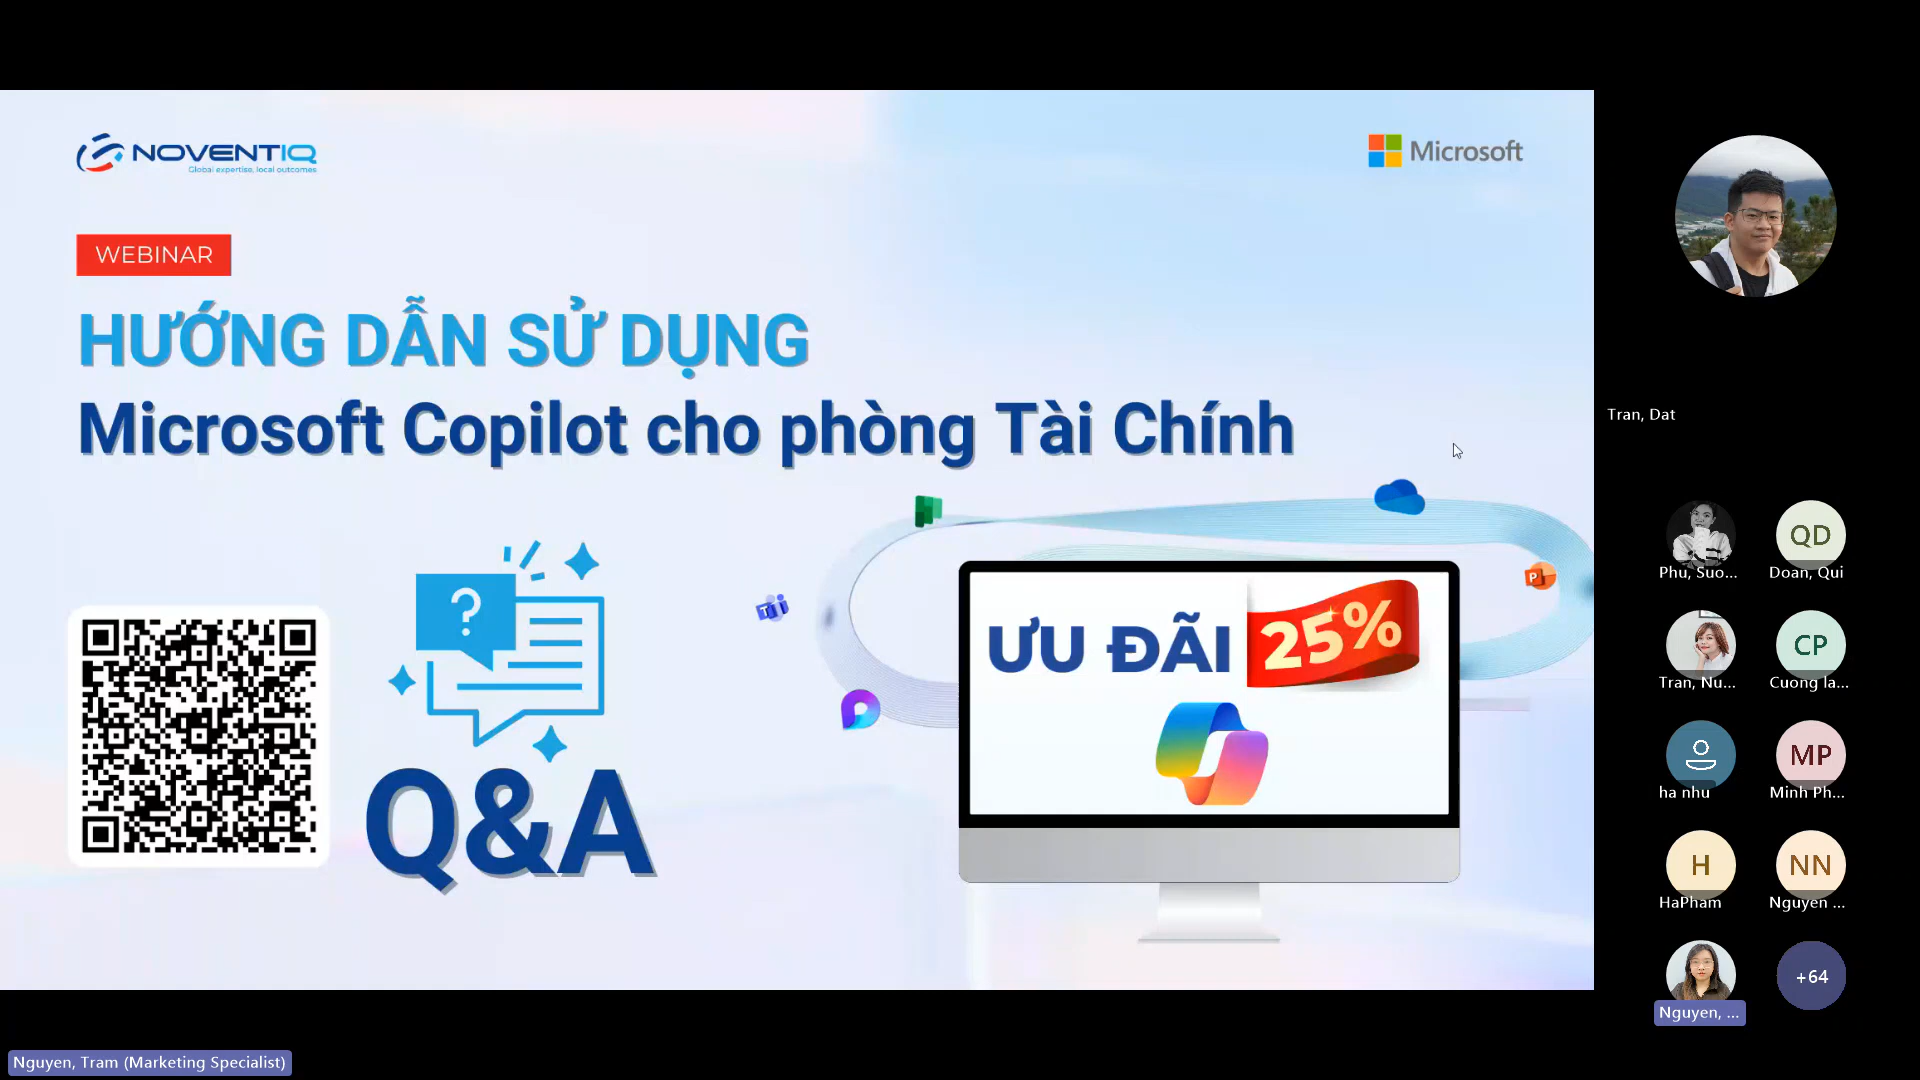 NOVENTIQ
Global expertise, local outcomes
Microsoft
WEBINAR
HƯỚNG DẪN SỬ DỤNG
Microsoft Copilot cho phòng Tài Chính
?
Q&A
ƯU ĐÃI 25%
Tran, Dat
Phu, Suo...
QD
Doan, Qui
Tran, Nu...
CP
Cuong la...
ha nhu
MP
Minh Ph...
H
HaPham
NN
Nguyen ...
Nguyen, ...
+64
Nguyen, Tram (Marketing Specialist)